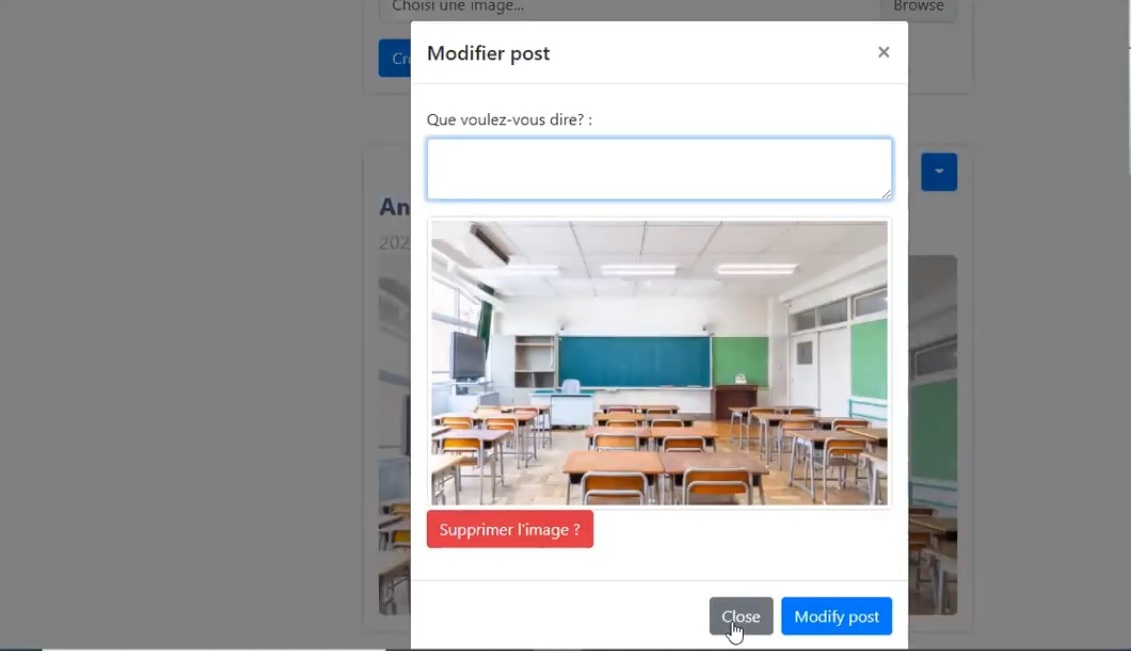 Choisi une image...
Browse
Cr
Modifier post
×
Que voulez-vous dire? :
An
202
Supprimer l'image ?
Close
Modify post